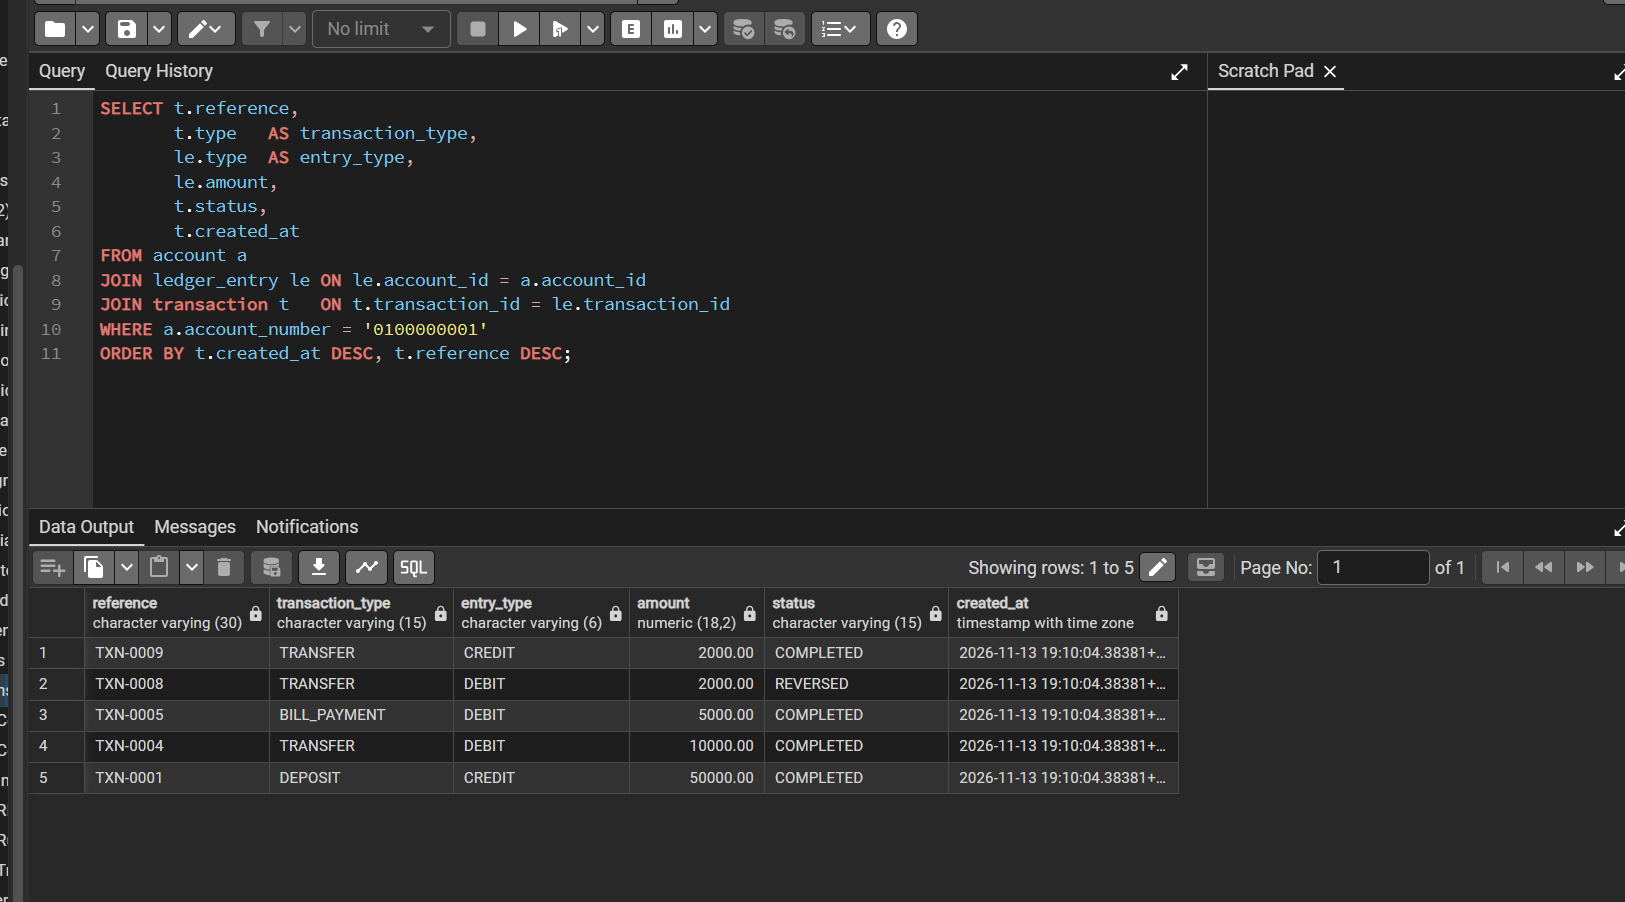 No limit
E
Query Query History
Scratch Pad
1 SELECT t.reference,
2 t.type AS transaction_type,
3 le.type AS entry_type,
4 le.amount,
5 t.status,
6 t.created_at
7 FROM account a
8 JOIN ledger_entry le ON le.account_id = a.account_id
9 JOIN transaction t ON t.transaction_id = le.transaction_id
10 WHERE a.account_number = '0100000001'
11 ORDER BY t.created_at DESC, t.reference DESC;
Data Output Messages Notifications
SQL Showing rows: 1 to 5 Page No: 1 of 1
reference transaction_type entry_type amount status created_at
character varying (30) character varying (15) character varying (6) numeric (18,2) character varying (15) timestamp with time zone
1 TXN-0009 TRANSFER CREDIT 2000.00 COMPLETED 2026-11-13 19:10:04.38381+...
2 TXN-0008 TRANSFER DEBIT 2000.00 REVERSED 2026-11-13 19:10:04.38381+...
3 TXN-0005 BILL_PAYMENT DEBIT 5000.00 COMPLETED 2026-11-13 19:10:04.38381+...
4 TXN-0004 TRANSFER DEBIT 10000.00 COMPLETED 2026-11-13 19:10:04.38381+...
5 TXN-0001 DEPOSIT CREDIT 50000.00 COMPLETED 2026-11-13 19:10:04.38381+...